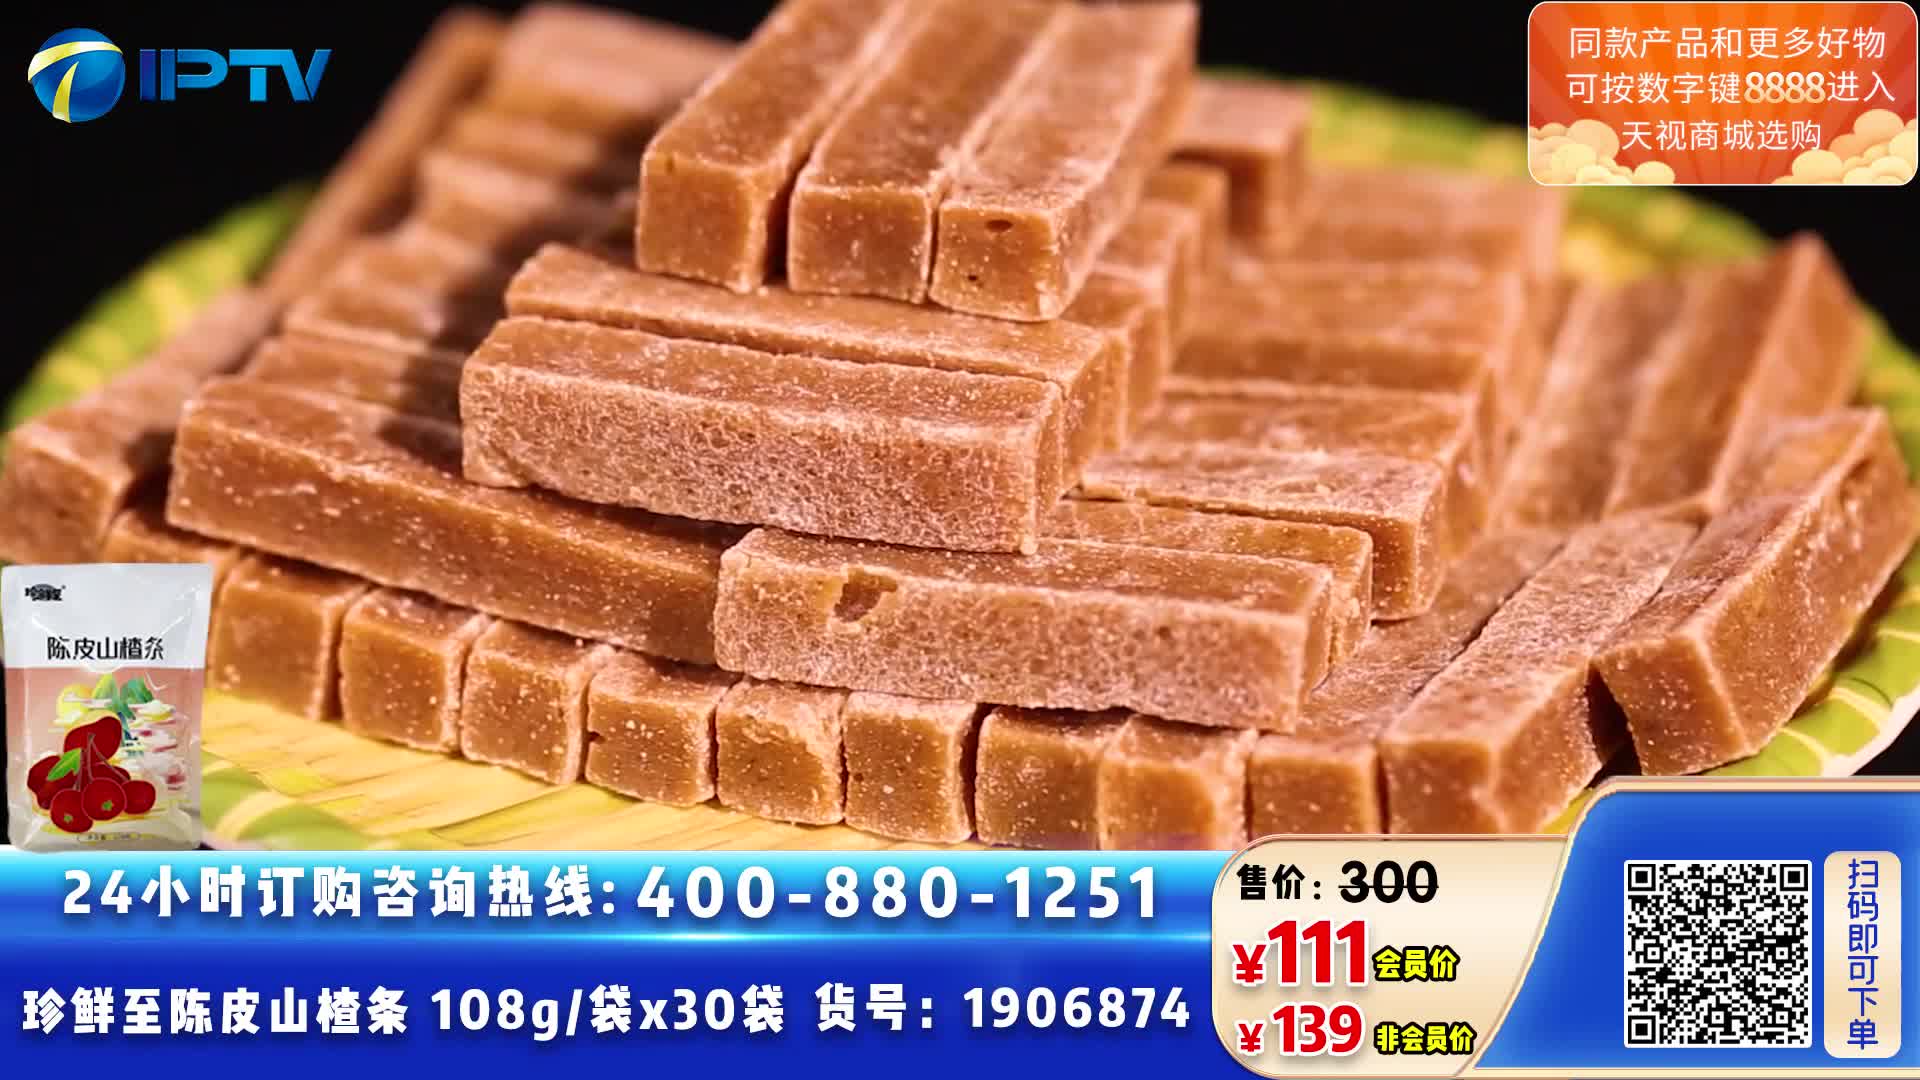 IPTV
同款产品和更多好物
可按数字键8888进入
天视商城选购
珍鲜至
陈皮山楂条
24小时订购咨询热线:400-880-1251
珍鲜至陈皮山楂条 108g/袋x30袋 货号：1906874
售价：300
¥111会员价
¥139非会员价
扫码即可下单